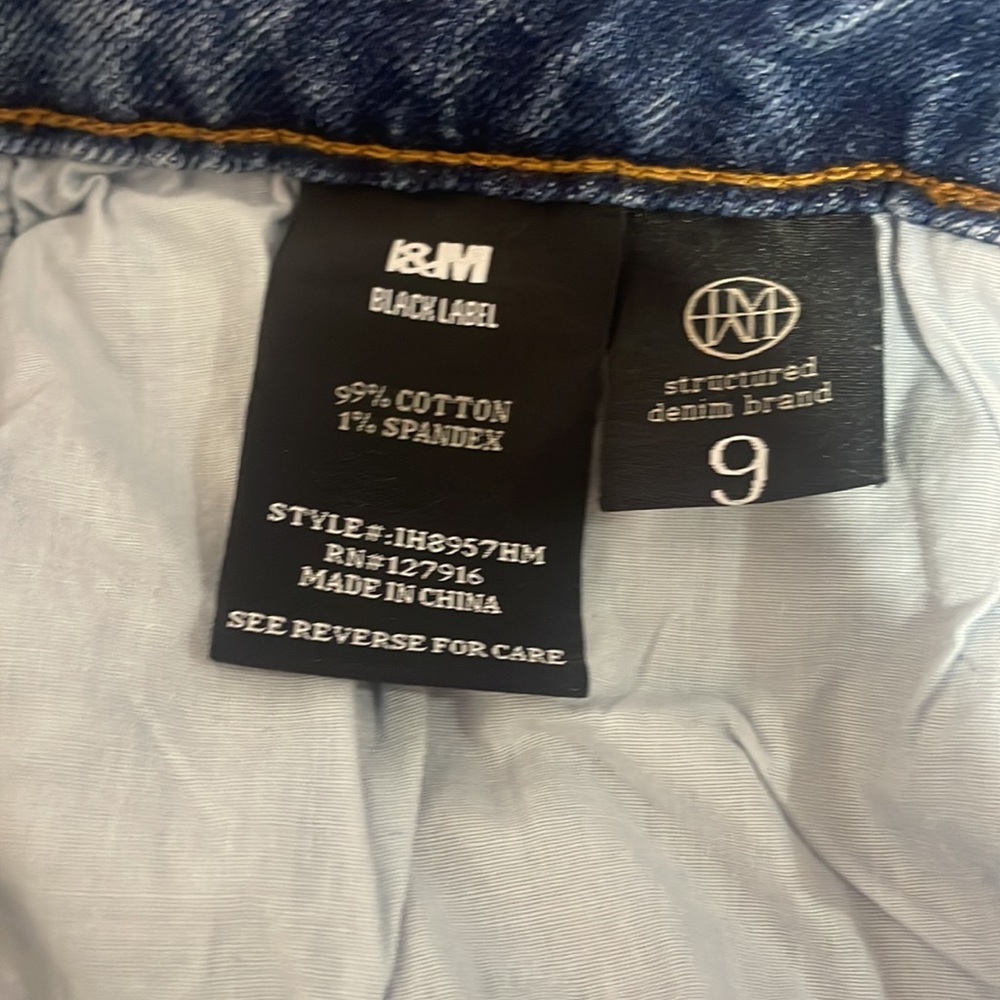 I&M
BLACK LABEL
99% COTTON
1% SPANDEX
STYLE#:IH8957HM
RN#127916
MADE IN CHINA
SEE REVERSE FOR CARE
IM
structured
denim brand
9